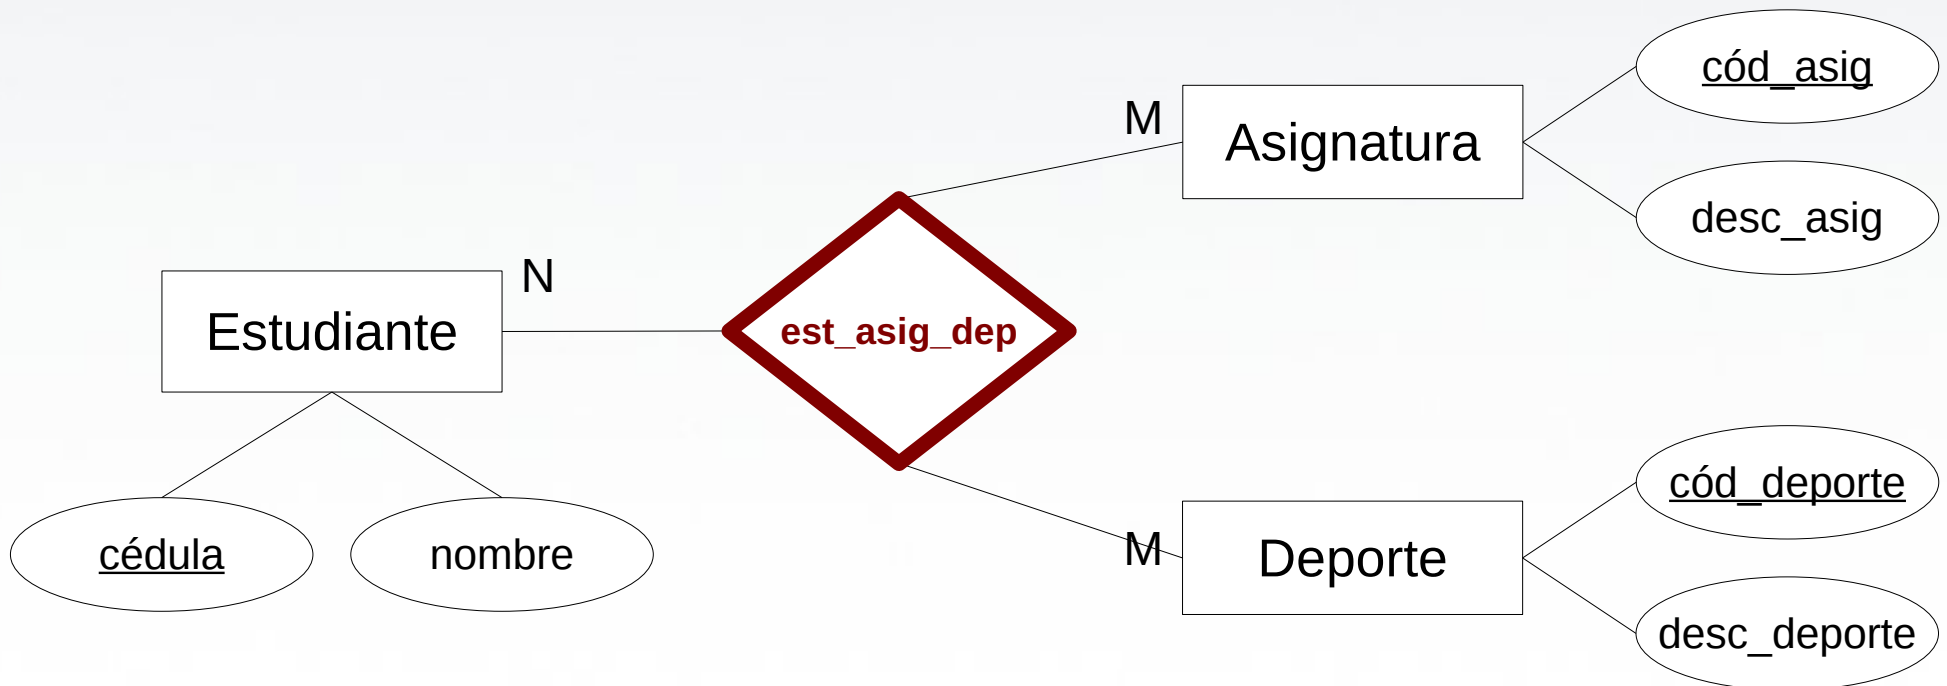 cód_asig
M
Asignatura
desc_asig
N
Estudiante
est_asig_dep
cód_deporte
M
Deporte
cédula
nombre
desc_deporte